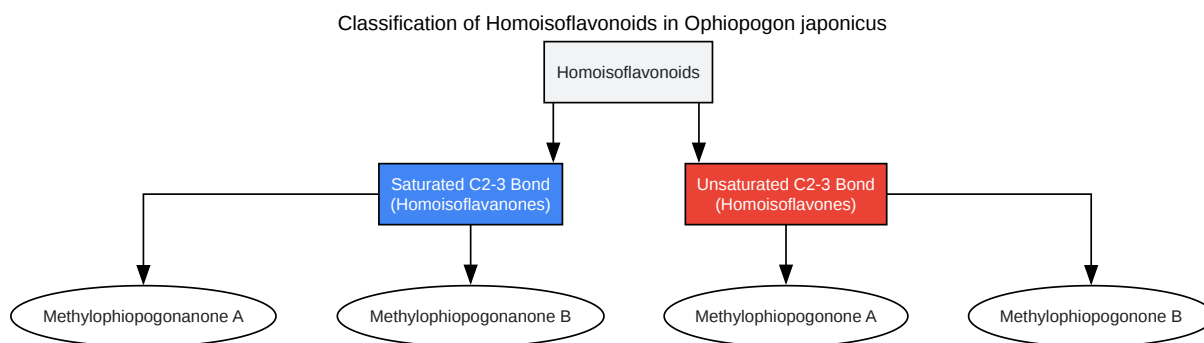 Classification of Homoisoflavonoids in Ophiopogon japonicus
Homoisoflavonoids
Saturated C2-3 Bond
(Homoisoflavanones)
Unsaturated C2-3 Bond
(Homoisoflavones)
Methylophiopogonanone A
Methylophiopogonanone B
Methylophiopogonone A
Methylophiopogonone B